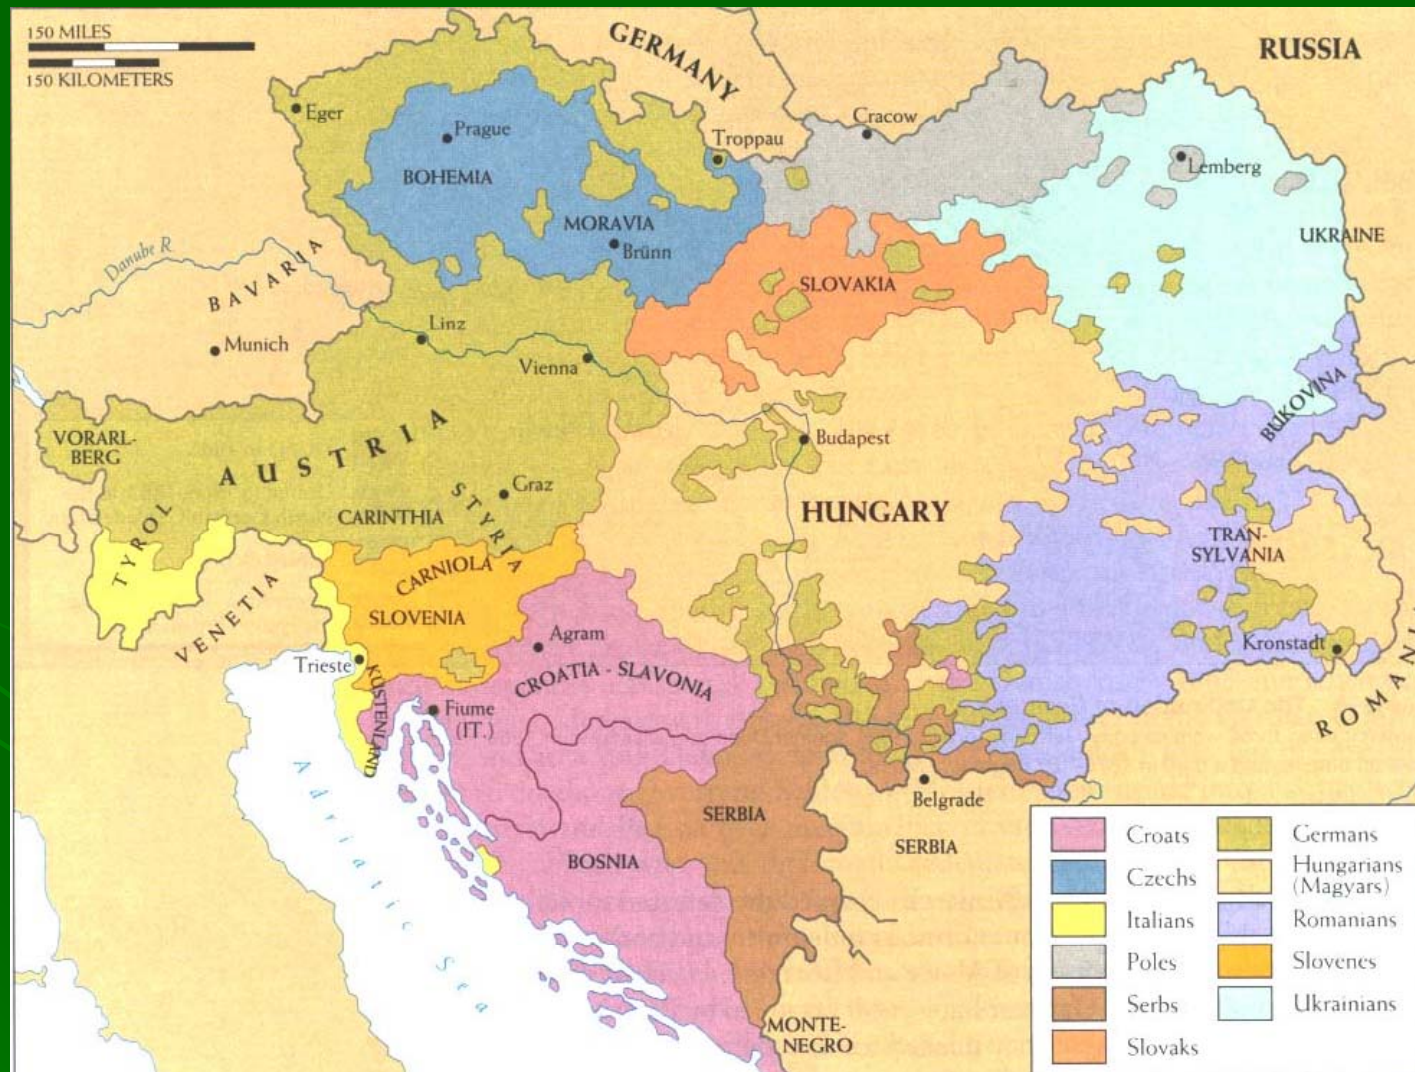 150 MILES
150 KILOMETERS
GERMANY
RUSSIA
Eger
Prague
Troppau
Cracow
Lemberg
BOHEMIA
MORAVIA
Brünn
UKRAINE
Danube R
BAVARIA
SLOVAKIA
Munich
Linz
Vienna
BUKOVINA
VORARL-
BERG
AUSTRIA
Budapest
TYROL
STYRIA
Graz
CARINTHIA
HUNGARY
TRAN-
SYLVANIA
CARNIOLA
SLOVENIA
VENETIA
Agram
Kronstadt
Trieste
KÜSTENLAND
CROATIA - SLAVONIA
ROMANI
Fiume
(IT.)
Adriatic Sea
Belgrade
SERBIA
SERBIA
BOSNIA
MONTE-
NEGRO
Croats
Czechs
Italians
Poles
Serbs
Slovaks
Germans
Hungarians
(Magyars)
Romanians
Slovenes
Ukrainians